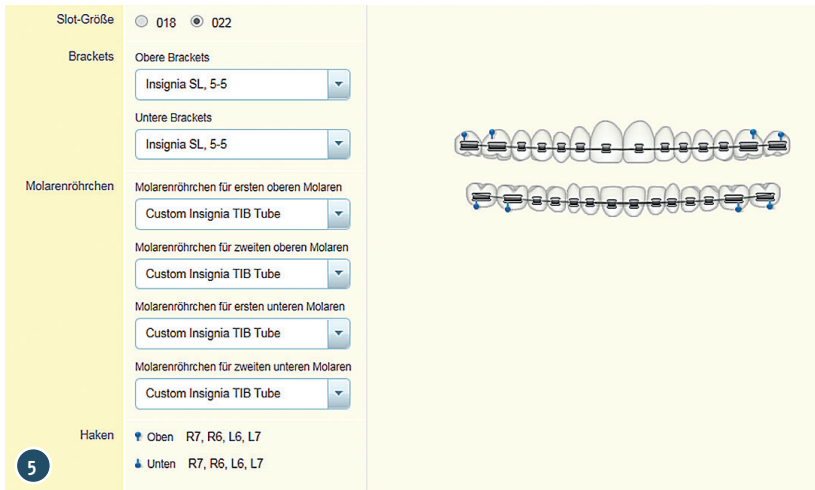 Slot-Größe 018 022
Brackets Obere Brackets
Insignia SL, 5-5
Untere Brackets
Insignia SL, 5-5
Molarenröhrchen Molarenröhrchen für ersten oberen Molaren
Custom Insignia TIB Tube
Molarenröhrchen für zweiten oberen Molaren
Custom Insignia TIB Tube
Molarenröhrchen für ersten unteren Molaren
Custom Insignia TIB Tube
Molarenröhrchen für zweiten unteren Molaren
Custom Insignia TIB Tube
Haken Oben R7, R6, L6, L7
Unten R7, R6, L6, L7
5